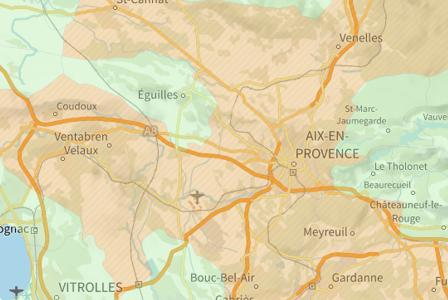 St-Cannat
Venelles
Éguilles
Coudoux
St-Marc-
Jaumegarde
A8
Ventabren
Velaux
AIX-EN-
PROVENCE
Le Tholonet
Beaurecueil
Châteauneuf-le-
Rouge
Meyreuil
VITROLLES
Bouc-Bel-Air
Gardanne
Cabriès